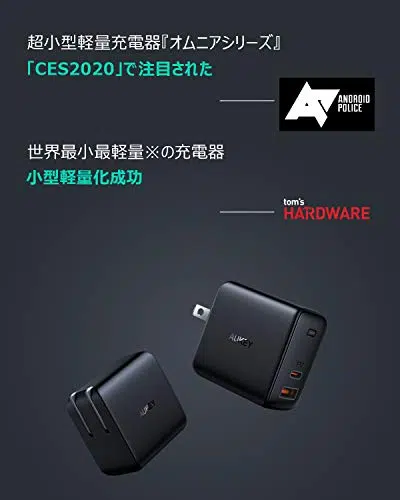 超小型軽量充電器『オムニアシリーズ』
「CES2020」で注目された
ANDROID
POLICE
世界最小最軽量※の充電器
小型軽量化成功
tom's
HARDWARE
AUKEY
AUKEY